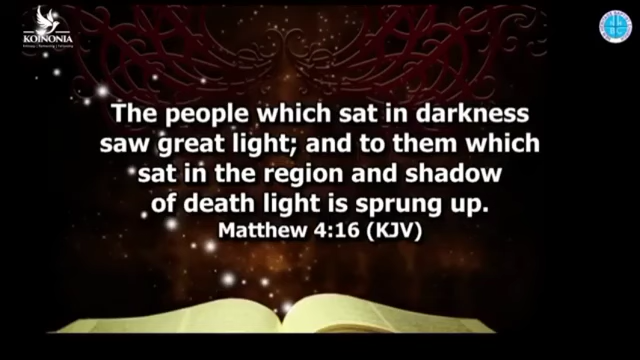 KOINONIA
The people which sat in darkness
saw great light; and to them which
sat in the region and shadow
of death light is sprung up.
Matthew 4:16 (KJV)